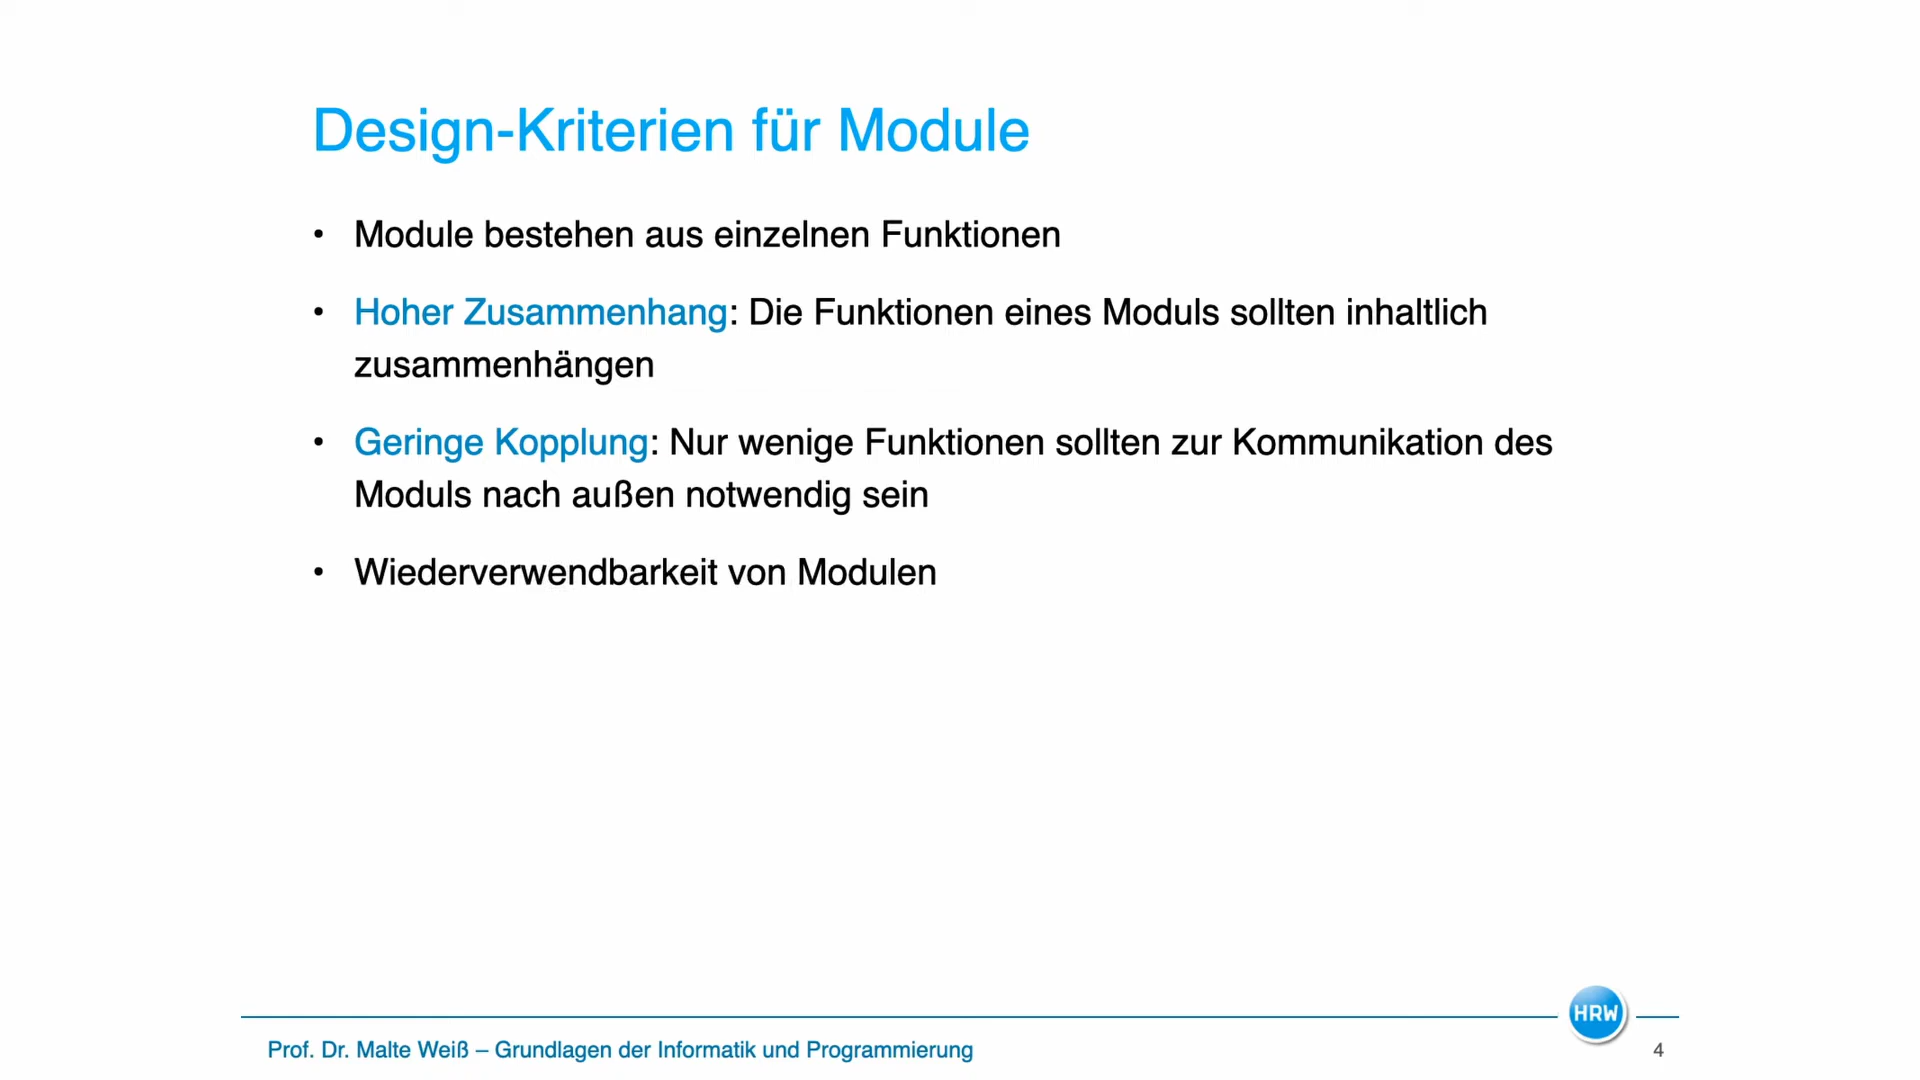 Design-Kriterien für Module
• Module bestehen aus einzelnen Funktionen
• Hoher Zusammenhang: Die Funktionen eines Moduls sollten inhaltlich
zusammenhängen
• Geringe Kopplung: Nur wenige Funktionen sollten zur Kommunikation des
Moduls nach außen notwendig sein
• Wiederverwendbarkeit von Modulen
HRW
Prof. Dr. Malte Weiß – Grundlagen der Informatik und Programmierung
4